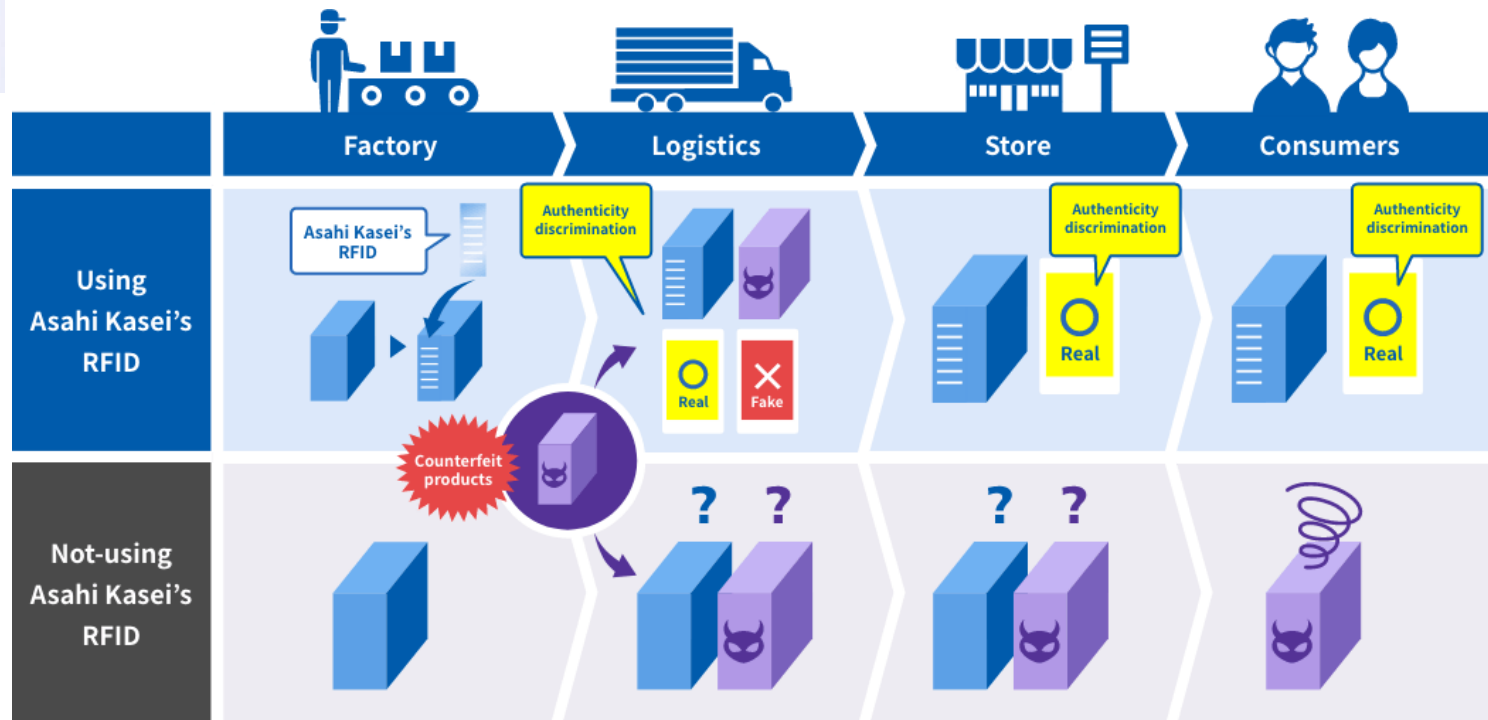 Factory
Logistics
Store
Consumers
Using
Asahi Kasei’s
RFID
Asahi Kasei’s
RFID
Authenticity
discrimination
Real
Fake
Authenticity
discrimination
Real
Authenticity
discrimination
Real
Counterfeit
products
Not-using
Asahi Kasei’s
RFID
? ?
? ?